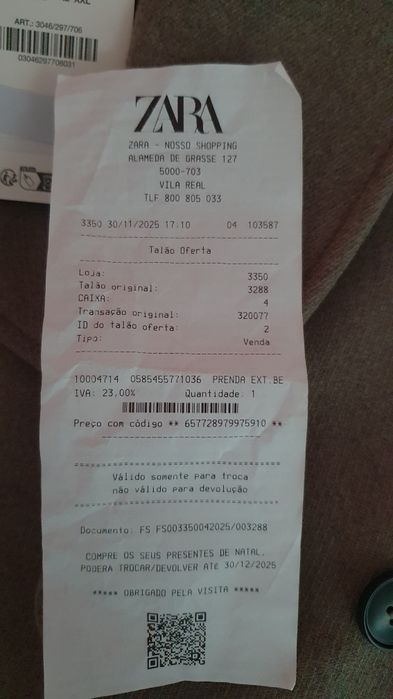 XXL
ART.: 3046/297/706
03046297706031
ZARA
ZARA - NOSSO SHOPPING
ALAMEDA DE GRASSE 127
5000-703
VILA REAL
TLF 800 805 033
3350 30/11/2025 17:10 04 103587
Talão Oferta
Loja: 3350
Talão original: 3288
CAIXA: 4
Transação original: 320077
ID do talão oferta: 2
Tipo: Venda
10004714 0585455771036 PRENDA EXT.BE
IVA: 23,00% Quantidade: 1
Preço com código ** 657728979975910 **
Válido somente para troca
não válido para devolução
Documento: FS FS003350042025/003288
COMPRE OS SEUS PRESENTES DE NATAL,
PODERA TROCAR/DEVOLVER ATÉ 30/12/2025
***** OBRIGADO PELA VISITA *****